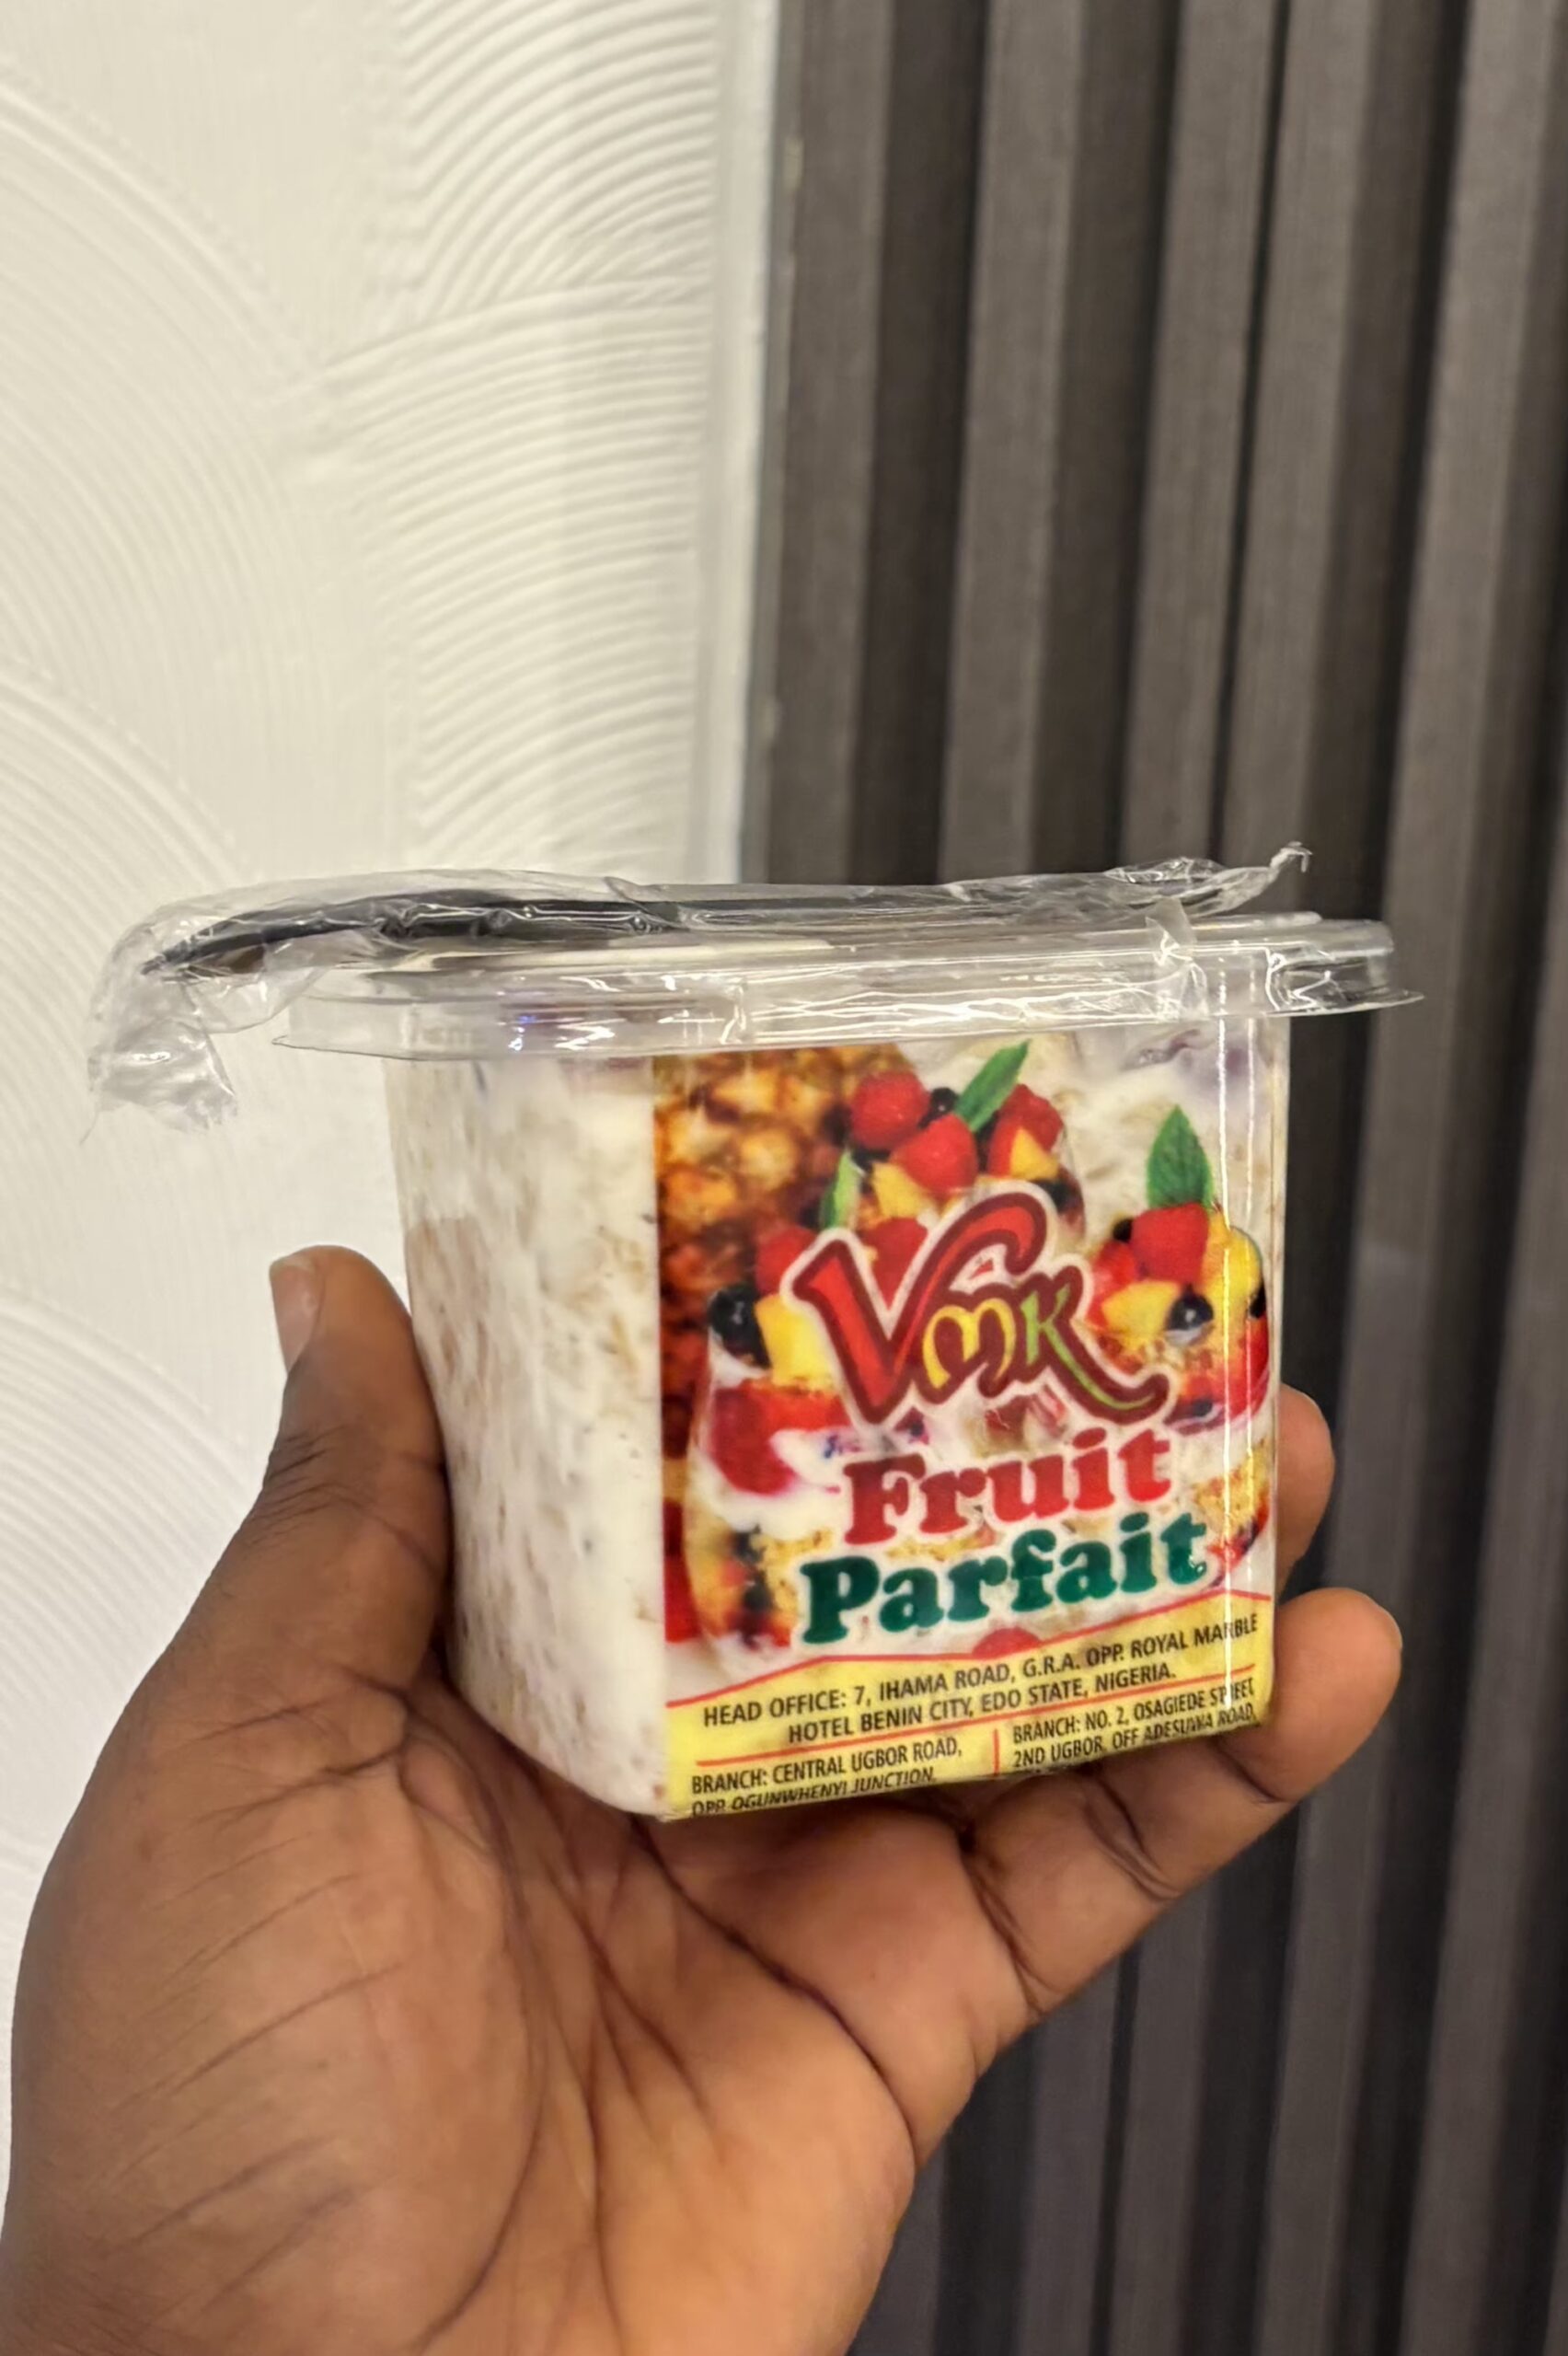 Vmk
Fruit
Parfait
HEAD OFFICE: 7, IHAMA ROAD, G.R.A. OPP. ROYAL MARBLE
HOTEL BENIN CITY, EDO STATE, NIGERIA.
BRANCH: CENTRAL UGBOR ROAD,
OPP. OGUNWHENYI JUNCTION.
BRANCH: NO. 2, OSAGIEDE STREET
2ND UGBOR, OFF ADESUWA ROAD,